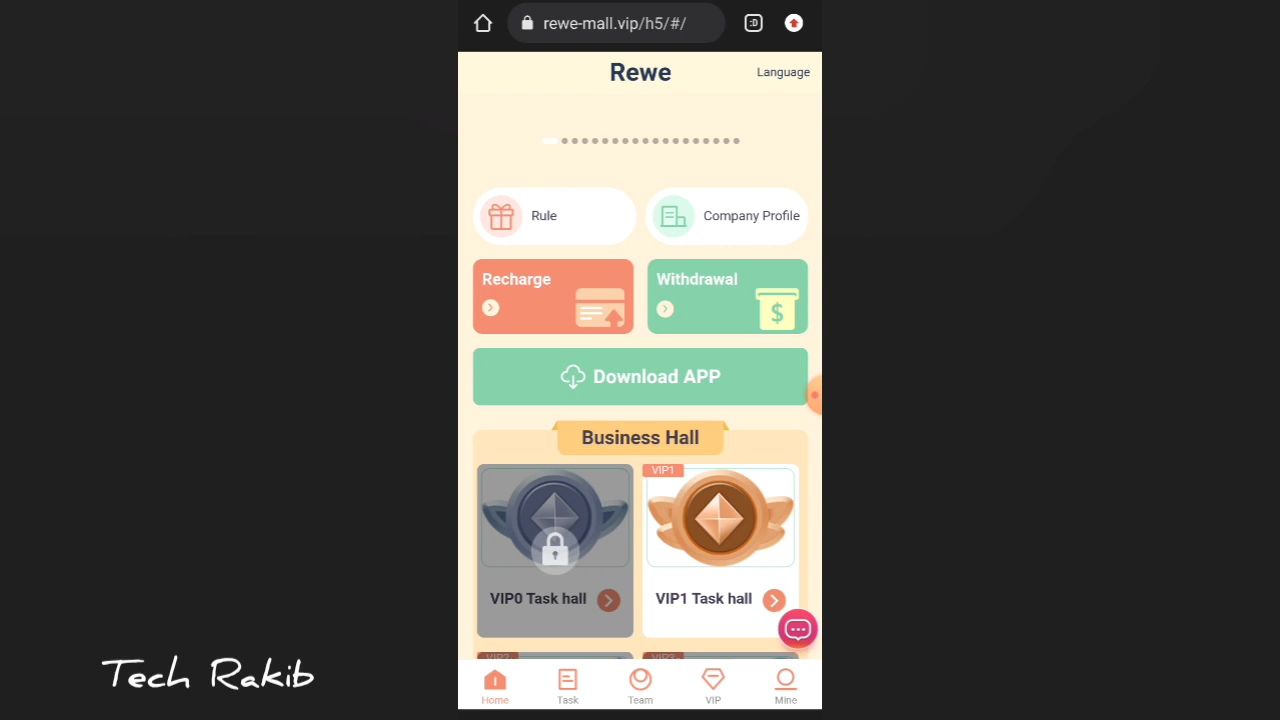 rewe-mall.vip/h5/#/
:D
Rewe
Language
Rule
Company Profile
Recharge
Withdrawal
$
Download APP
Business Hall
VIP1
VIP0 Task hall
VIP1 Task hall
VIP2
Home
Task
Team
VIP
Mine
Tech Rakib